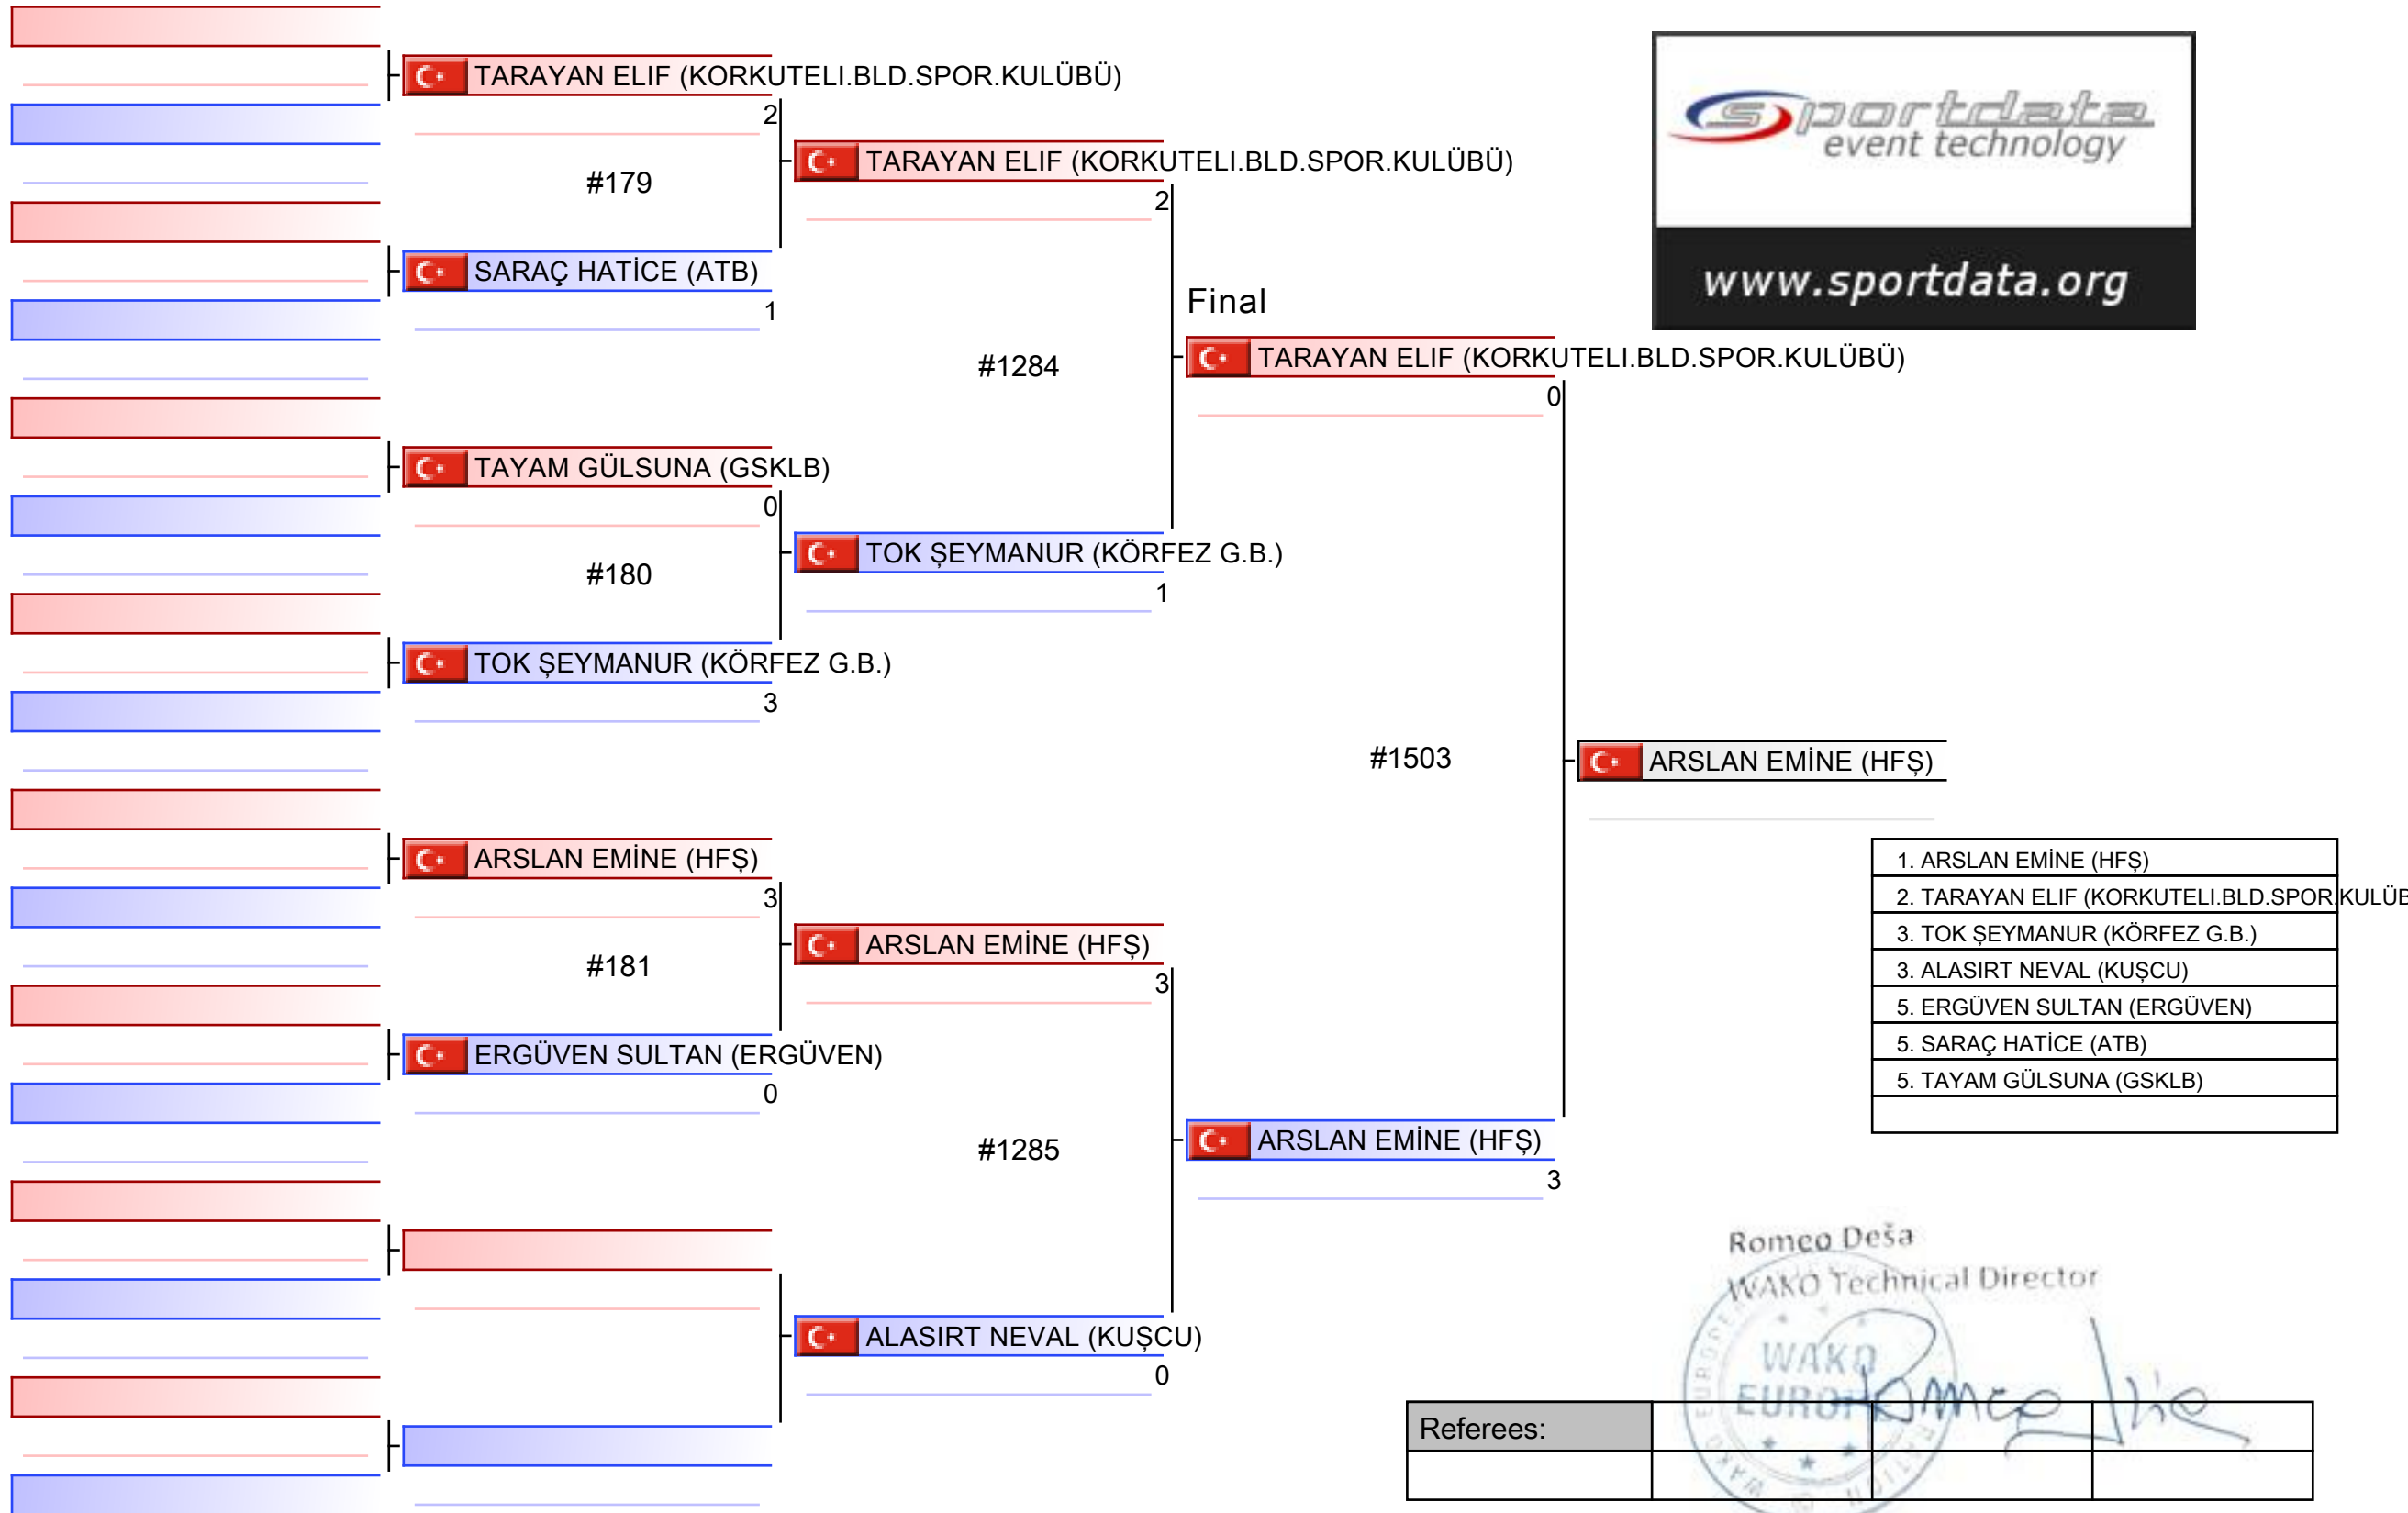 TARAYAN ELIF (KORKUTELI.BLD.SPOR.KULÜBÜ)
2
#179
SARAÇ HATİCE (ATB)
1
TAYAM GÜLSUNA (GSKLB)
0
#180
TOK ŞEYMANUR (KÖRFEZ G.B.)
3
ARSLAN EMİNE (HFŞ)
3
#181
ERGÜVEN SULTAN (ERGÜVEN)
0
TARAYAN ELIF (KORKUTELI.BLD.SPOR.KULÜBÜ)
2
#1284
TOK ŞEYMANUR (KÖRFEZ G.B.)
1
ARSLAN EMİNE (HFŞ)
3
#1285
ALASIRT NEVAL (KUŞCU)
0
Final
TARAYAN ELIF (KORKUTELI.BLD.SPOR.KULÜBÜ)
0
#1503
ARSLAN EMİNE (HFŞ)
3
ARSLAN EMİNE (HFŞ)
sportdata
event technology
www.sportdata.org
1. ARSLAN EMİNE (HFŞ)
2. TARAYAN ELIF (KORKUTELI.BLD.SPOR.KULÜB
3. TOK ŞEYMANUR (KÖRFEZ G.B.)
3. ALASIRT NEVAL (KUŞCU)
5. ERGÜVEN SULTAN (ERGÜVEN)
5. SARAÇ HATİCE (ATB)
5. TAYAM GÜLSUNA (GSKLB)
Romeo Deša
WAKO Technical Director
WAKO
EUROPE
Referees: